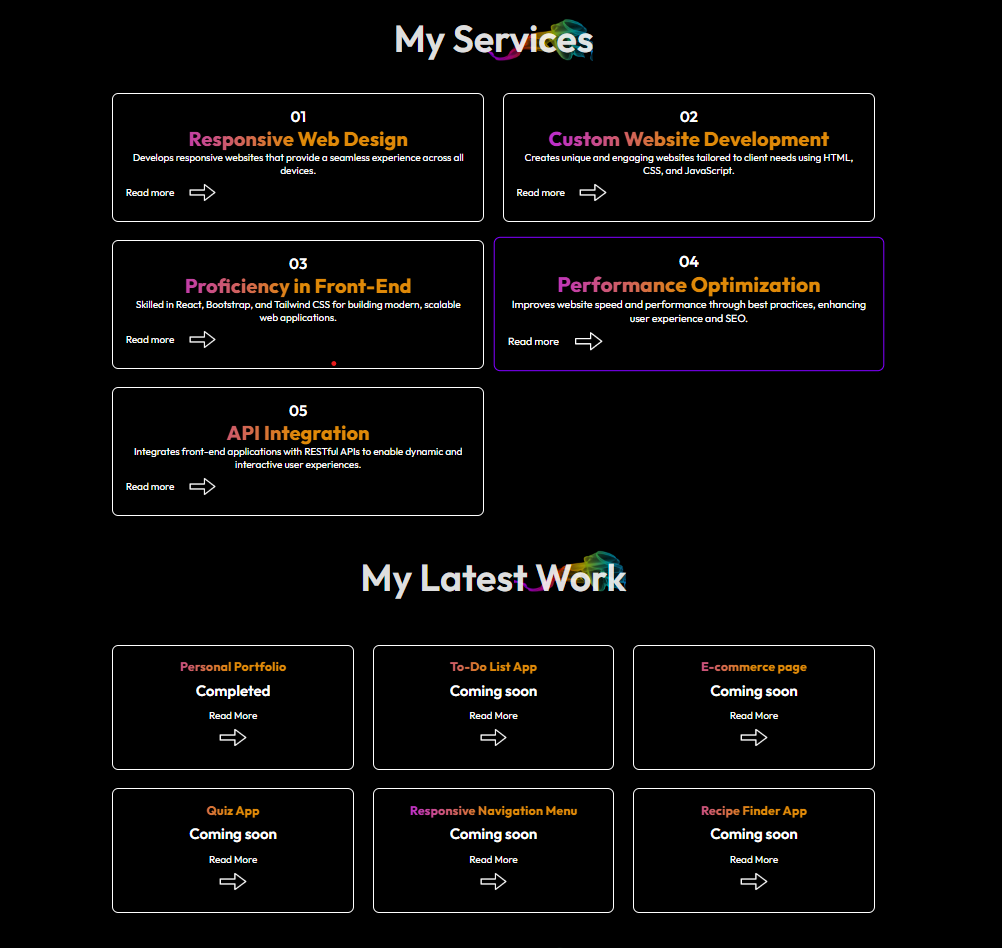 My Services
01
Responsive Web Design
Develops responsive websites that provide a seamless experience across all
devices.
Read more
02
Custom Website Development
Creates unique and engaging websites tailored to client needs using HTML,
CSS, and JavaScript.
Read more
03
Proficiency in Front-End
Skilled in React, Bootstrap, and Tailwind CSS for building modern, scalable
web applications.
Read more
04
Performance Optimization
Improves website speed and performance through best practices, enhancing
user experience and SEO.
Read more
05
API Integration
Integrates front-end applications with RESTful APIs to enable dynamic and
interactive user experiences.
Read more
My Latest Work
Personal Portfolio
Completed
Read More
To-Do List App
Coming soon
Read More
E-commerce page
Coming soon
Read More
Quiz App
Coming soon
Read More
Responsive Navigation Menu
Coming soon
Read More
Recipe Finder App
Coming soon
Read More